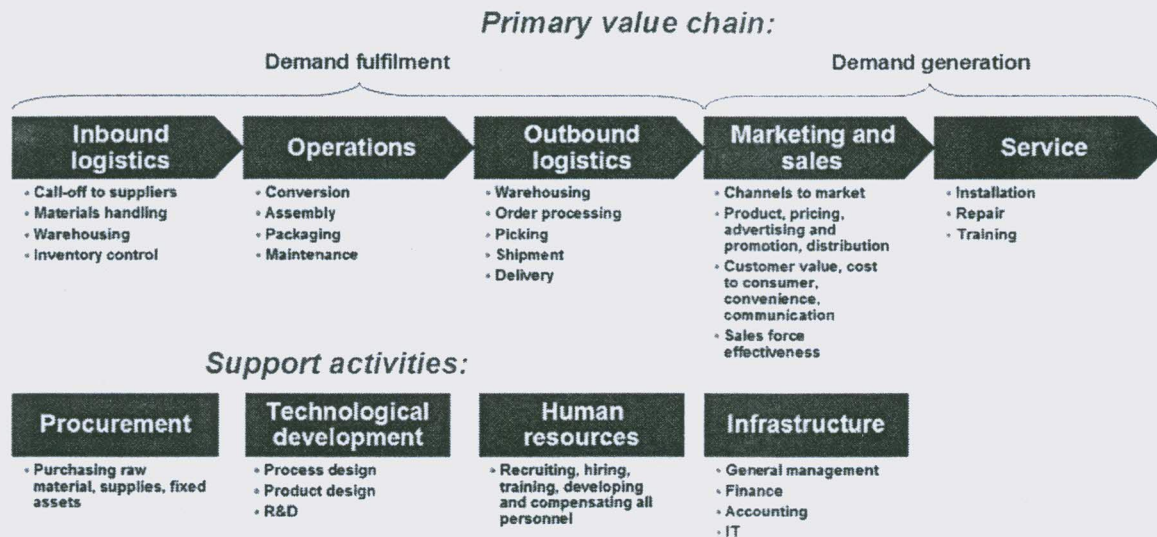 Primary value chain:
Demand fulfilment
Demand generation
Inbound
logistics
Operations
Outbound
logistics
Marketing and
sales
Service
• Call-off to suppliers
• Materials handling
• Warehousing
• Inventory control
• Conversion
• Assembly
• Packaging
• Maintenance
• Warehousing
• Order processing
• Picking
• Shipment
• Delivery
• Channels to market
• Product, pricing,
advertising and
promotion, distribution
• Customer value, cost
to consumer,
convenience,
communication
• Sales force
effectiveness
• Installation
• Repair
• Training
Support activities:
Procurement
Technological
development
Human
resources
Infrastructure
• Purchasing raw
material, supplies, fixed
assets
• Process design
• Product design
• R&D
• Recruiting, hiring,
training, developing
and compensating all
personnel
• General management
• Finance
• Accounting
• IT